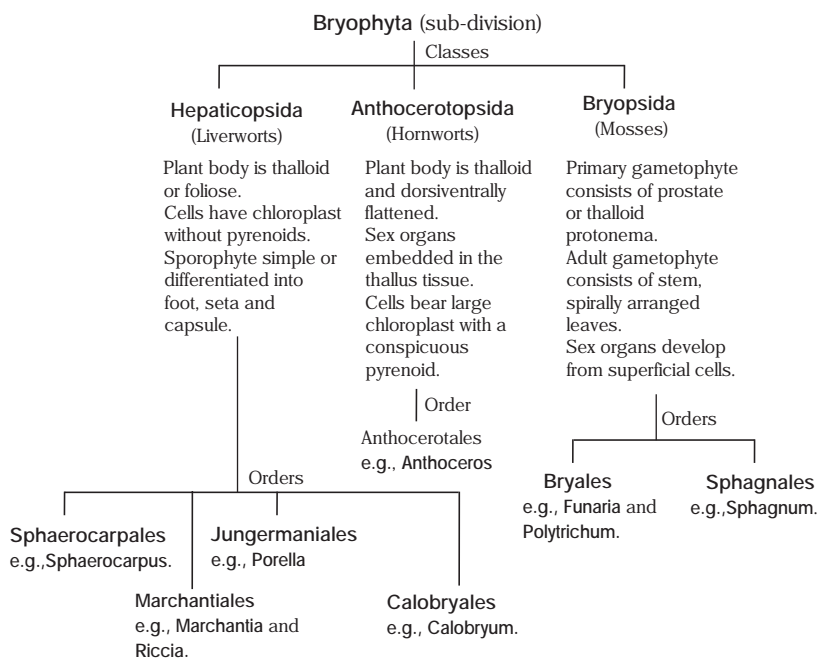 Bryophyta (sub-division)
Classes
Hepaticopsida
(Liverworts)
Plant body is thalloid
or foliose.
Cells have chloroplast
without pyrenoids.
Sporophyte simple or
differentiated into
foot, seta and
capsule.
Anthocerotopsida
(Hornworts)
Plant body is thalloid
and dorsiventrally
flattened.
Sex organs
embedded in the
thallus tissue.
Cells bear large
chloroplast with a
conspicuous
pyrenoid.
Order
Anthocerotales
e.g., Anthoceros
Bryopsida
(Mosses)
Primary gametophyte
consists of prostate
or thalloid
protonema.
Adult gametophyte
consists of stem,
spirally arranged
leaves.
Sex organs develop
from superficial cells.
Orders
Bryales
e.g., Funaria and
Polytrichum.
Sphagnales
e.g.,Sphagnum.
Orders
Sphaerocarpales
e.g.,Sphaerocarpus.
Jungermaniales
e.g., Porella
Marchantiales
e.g., Marchantia and
Riccia.
Calobryales
e.g., Calobryum.